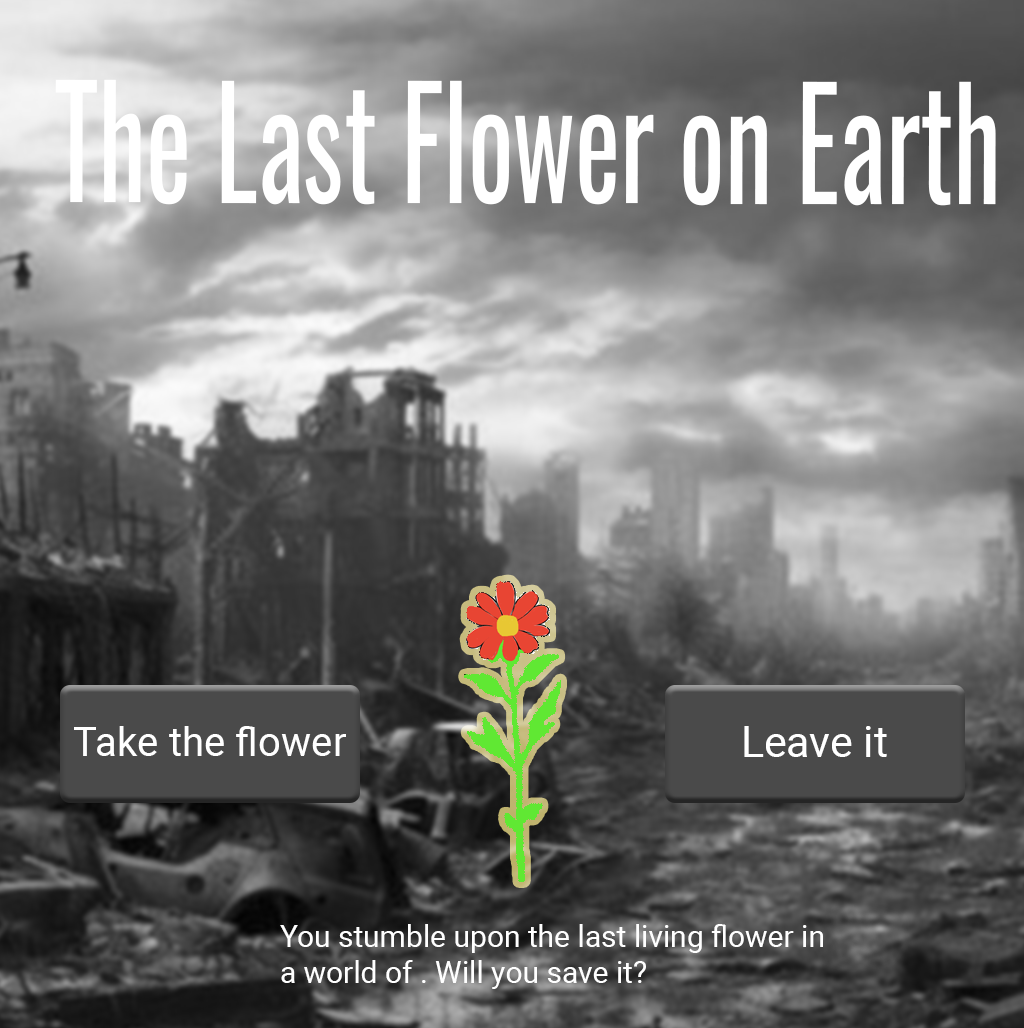 The Last Flower on Earth
Take the flower
Leave it
You stumble upon the last living flower in
a world of . Will you save it?